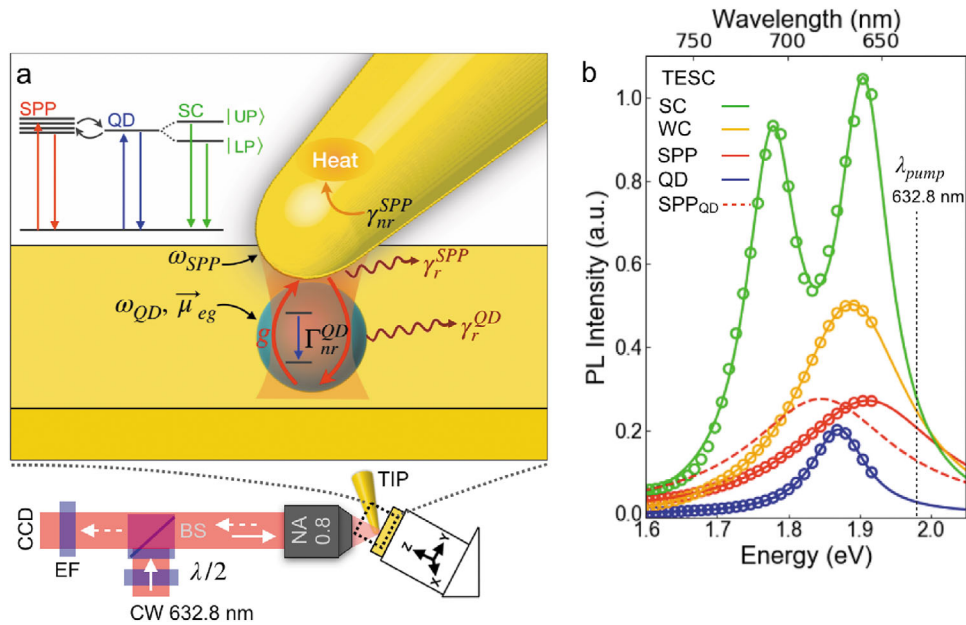 a
SPP
QD
SC
|UP⟩
|LP⟩
Heat
γ_nr^SPP
ω_SPP
γ_r^SPP
ω_QD, μ⃗_eg
g
Γ_nr^QD
γ_r^QD
TIP
CCD
EF
BS
NA
0.8
Z
Y
X
λ/2
CW 632.8 nm
b
Wavelength (nm)
750
700
650
TESC
SC
WC
SPP
QD
SPP_QD
λ_pump
632.8 nm
PL Intensity (a.u.)
1.0
0.8
0.6
0.4
0.2
0.0
1.6
1.7
1.8
1.9
2.0
Energy (eV)